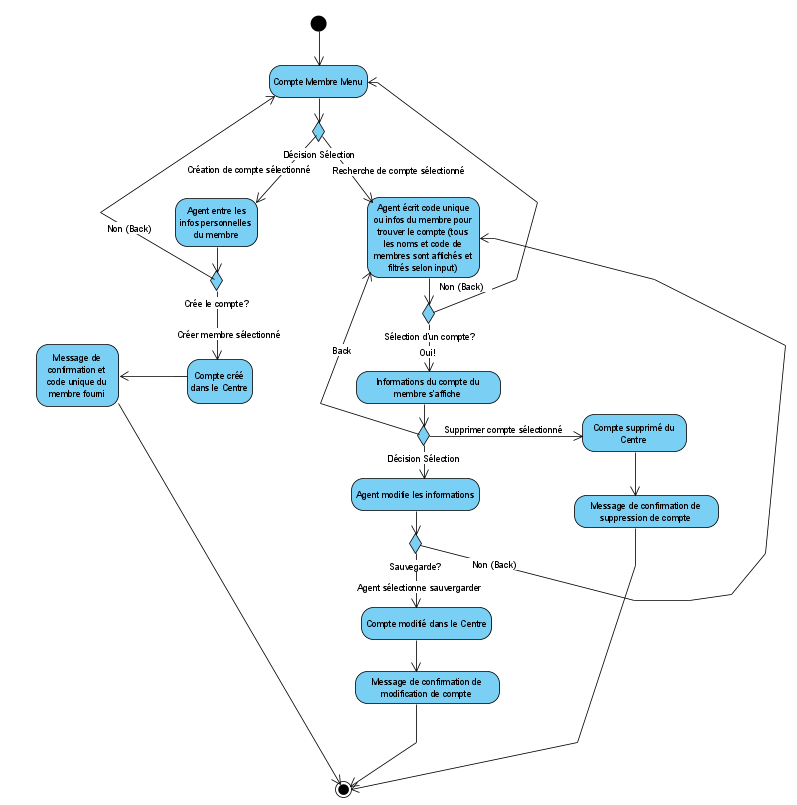 Compte Membre Menu
Décision Sélection
Création de compte sélectionné
Recherche de compte sélectionné
Agent entre les
infos personnelles
du membre
Agent écrit code unique
ou infos du membre pour
trouver le compte (tous
les noms et code de
membres sont affichés et
filtrés selon input)
Non (Back)
Non (Back)
Crée le compte?
Créer membre sélectionné
Sélection d'un compte?
Oui!
Back
Message de
confirmation et
code unique du
membre fourni
Compte créé
dans le Centre
Informations du compte du
membre s'affiche
Supprimer compte sélectionné
Compte supprimé du
Centre
Décision Sélection
Agent modifie les informations
Message de confirmation de
suppression de compte
Sauvegarde?
Non (Back)
Agent sélectionne sauvergarder
Compte modifié dans le Centre
Message de confirmation de
modification de compte